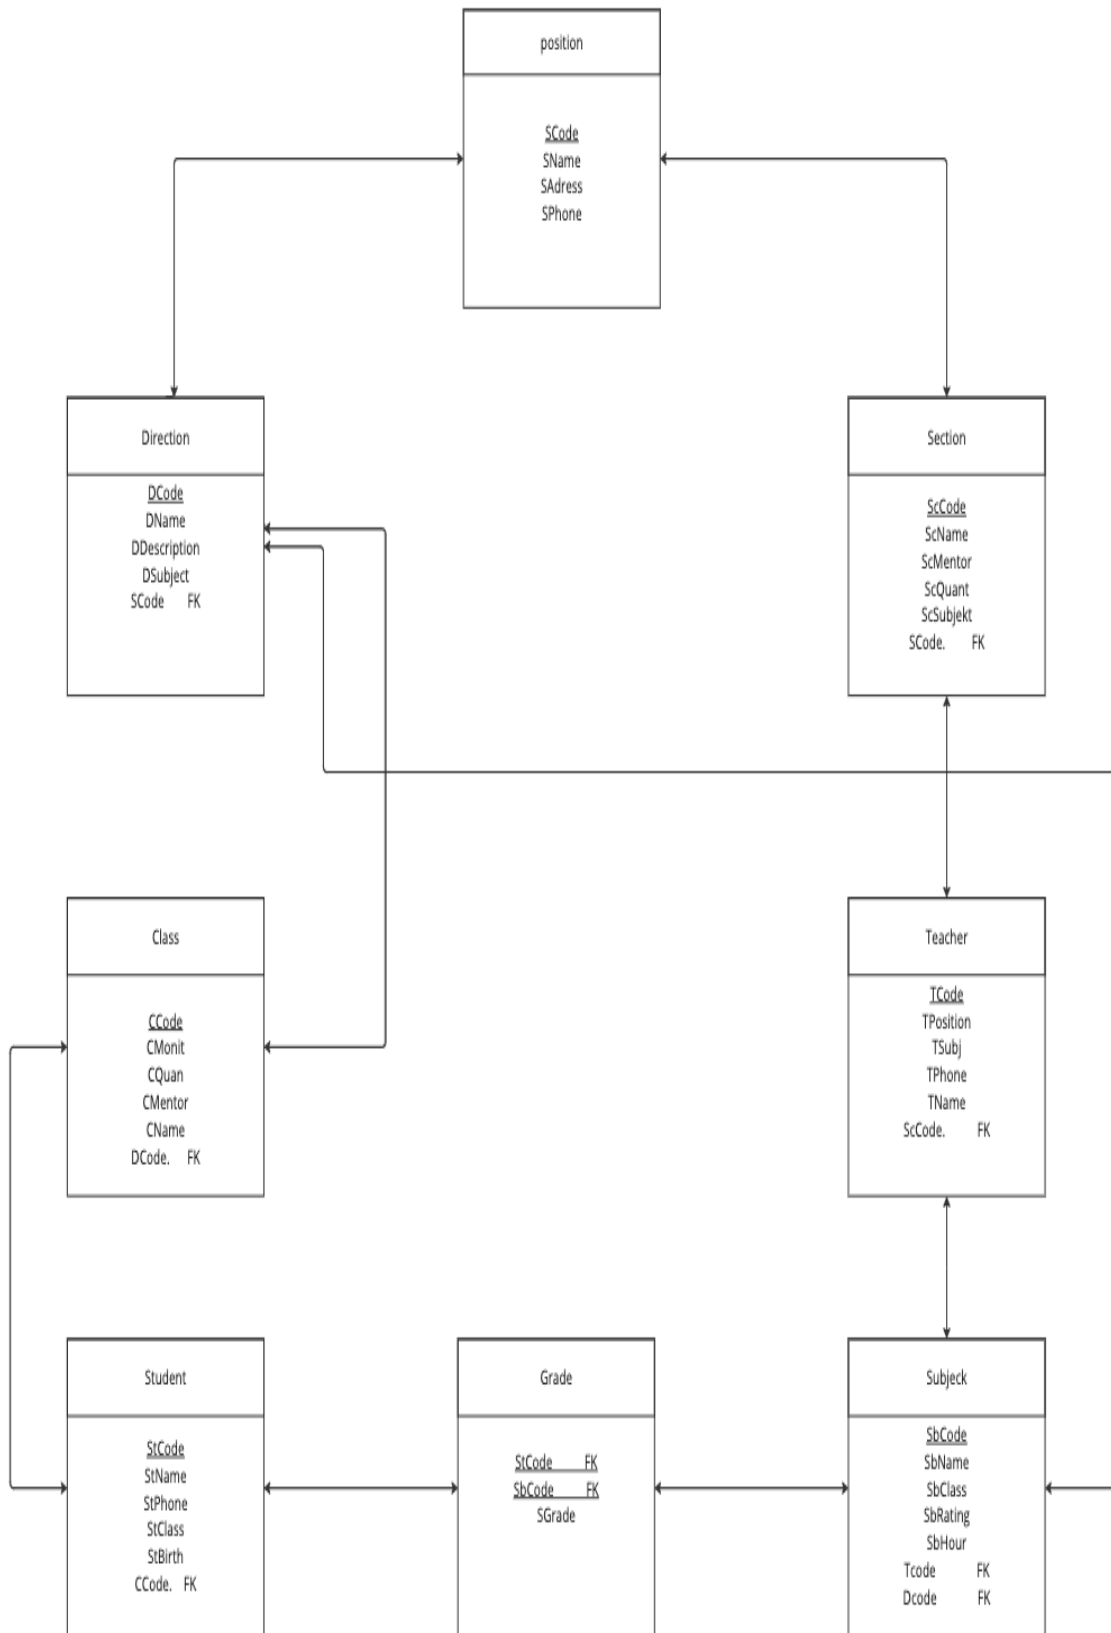 position
SCode
SName
SAdress
SPhone
Direction
DCode
DName
DDescription
DSubject
SCode FK
Section
ScCode
ScName
ScMentor
ScQuant
ScSubjekt
SCode. FK
Class
CCode
CMonit
CQuan
CMentor
CName
DCode. FK
Teacher
TCode
TPosition
TSubj
TPhone
TName
ScCode. FK
Student
StCode
StName
StPhone
StClass
StBirth
CCode. FK
Grade
StCode FK
SbCode FK
SGrade
Subjeck
SbCode
SbName
SbClass
SbRating
SbHour
Tcode FK
Dcode FK